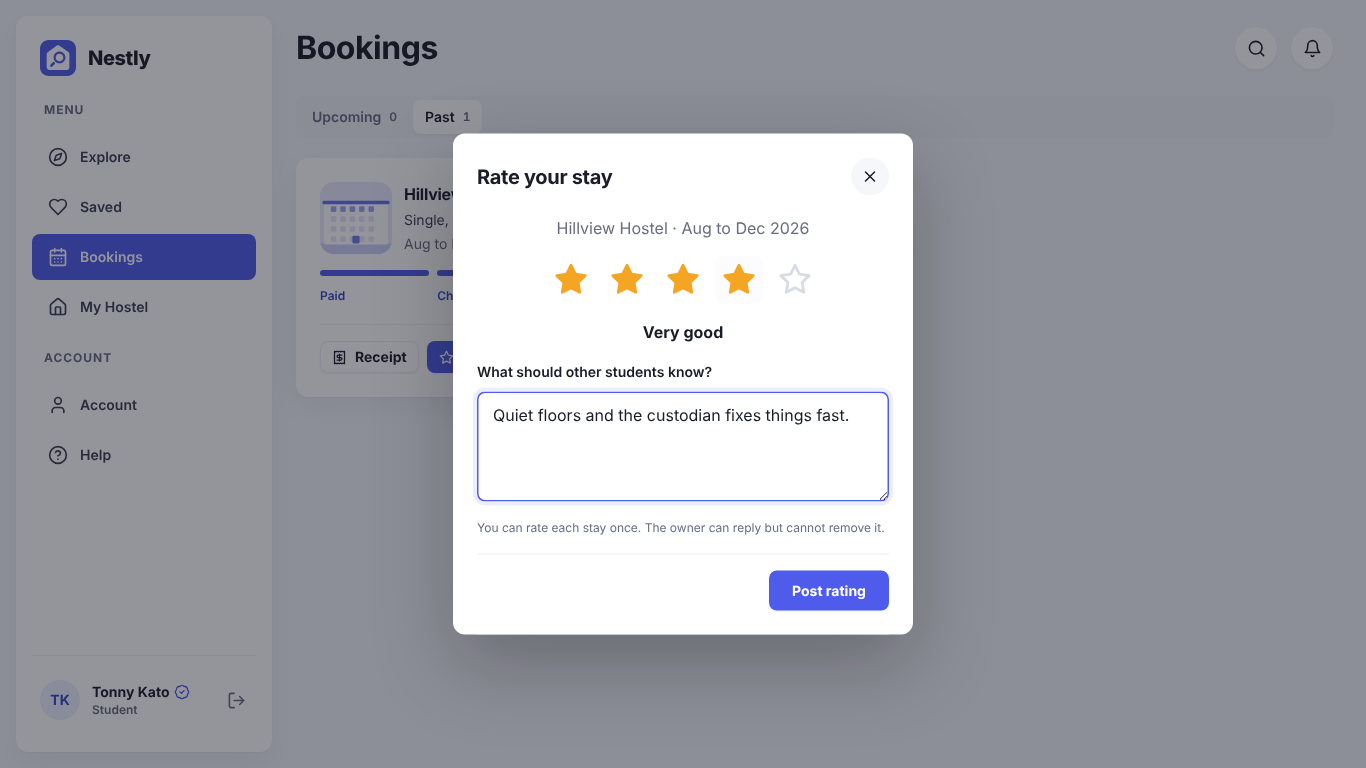 Nestly
MENU
Explore
Saved
Bookings
My Hostel
ACCOUNT
Account
Help
TK
Tonny Kato
Student
Bookings
Upcoming 0
Past 1
Single,
Aug to
Paid
Receipt
Rate your stay
Hillview Hostel · Aug to Dec 2026
Very good
What should other students know?
Quiet floors and the custodian fixes things fast.
You can rate each stay once. The owner can reply but cannot remove it.
Post rating